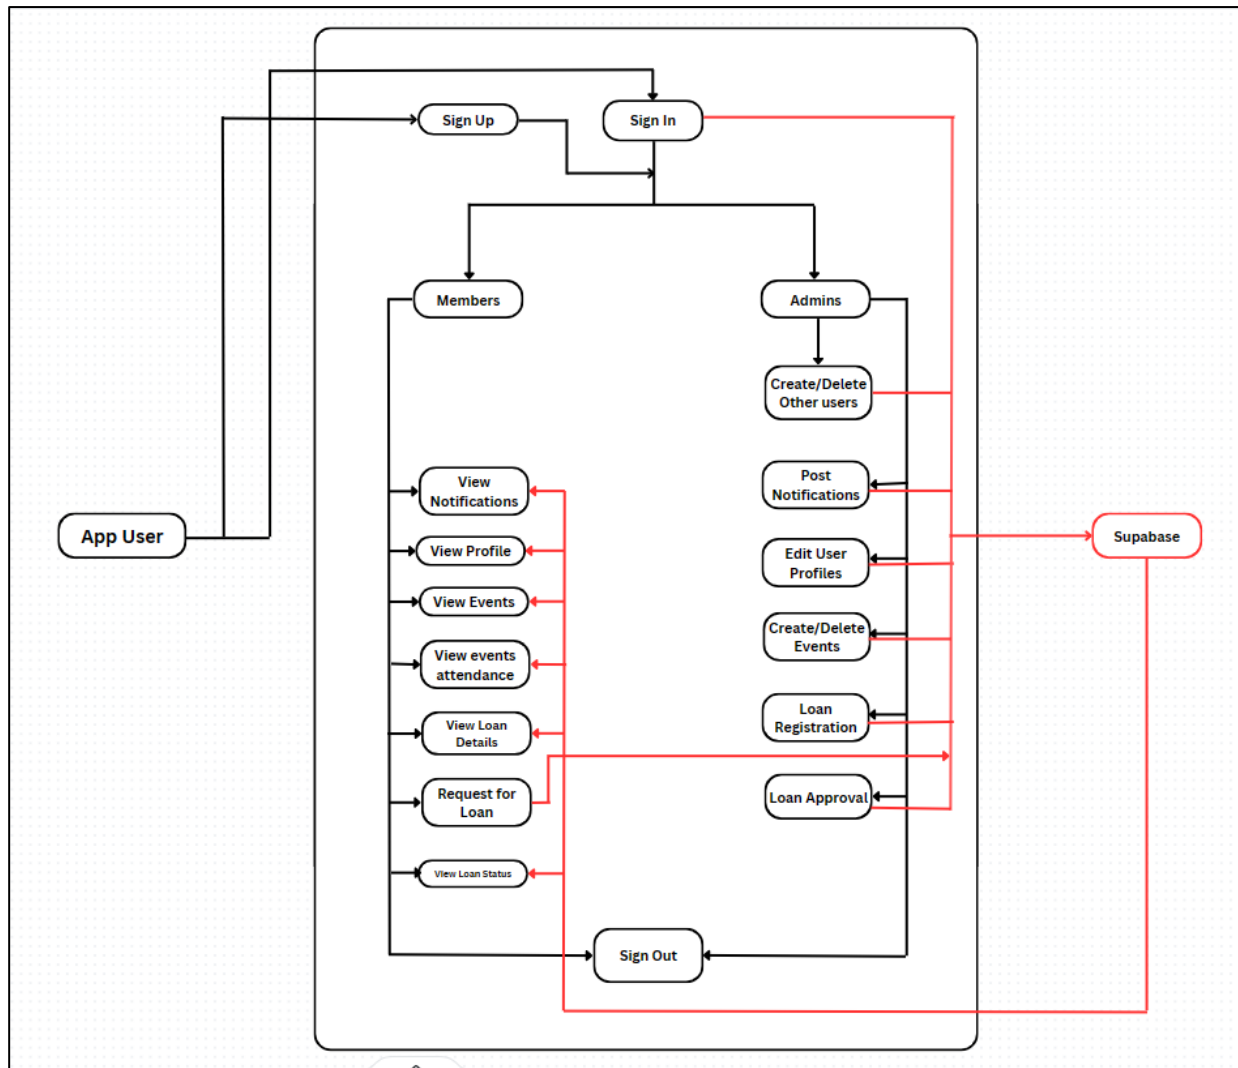 Sign Up
Sign In
Members
Admins
Create/Delete
Other users
View
Notifications
Post
Notifications
App User
Supabase
View Profile
Edit User
Profiles
View Events
Create/Delete
Events
View events
attendance
View Loan
Details
Loan
Registration
Request for
Loan
Loan Approval
View Loan Status
Sign Out